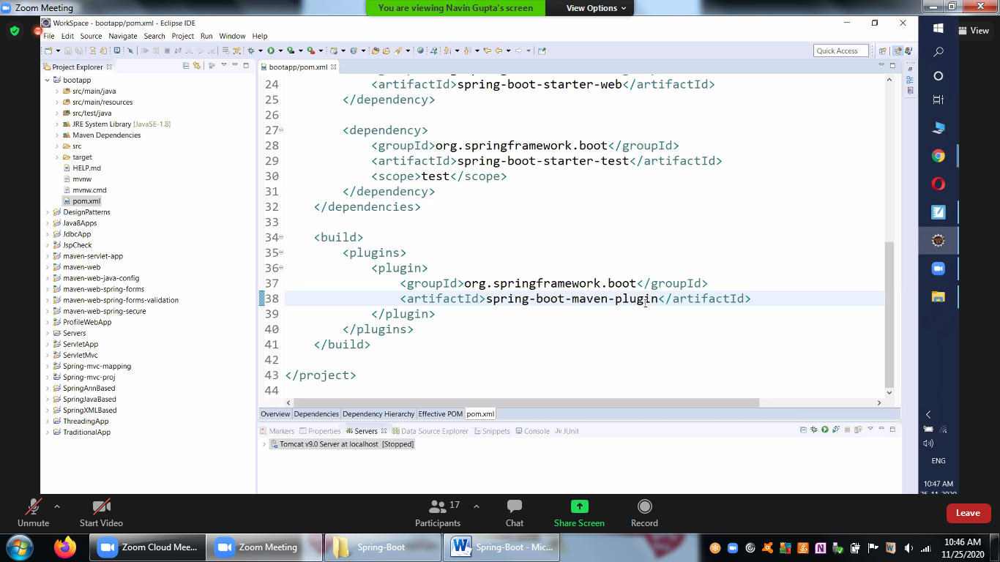 Zoom Meeting
You are viewing Navin Gupta's screen
View Options
WorkSpace - bootapp/pom.xml - Eclipse IDE
View
File Edit Source Navigate Search Project Run Window Help
Quick Access
Project Explorer
bootapp/pom.xml
bootapp
src/main/java
src/main/resources
src/test/java
JRE System Library [JavaSE-1.8]
Maven Dependencies
src
target
HELP.md
mvnw
mvnw.cmd
pom.xml
DesignPatterns
Java8Apps
JdbcApp
JspCheck
maven-servlet-app
maven-web
maven-web-java-config
maven-web-spring-forms
maven-web-spring-forms-validation
maven-web-spring-secure
ProfileWebApp
Servers
ServletApp
ServletMvc
Spring-mvc-mapping
Spring-mvc-proj
SpringAnnBased
SpringJavaBased
SpringXMLBased
ThreadingApp
TraditionalApp
24 <artifactId>spring-boot-starter-web</artifactId>
25 </dependency>
26
27 <dependency>
28 <groupId>org.springframework.boot</groupId>
29 <artifactId>spring-boot-starter-test</artifactId>
30 <scope>test</scope>
31 </dependency>
32 </dependencies>
33
34 <build>
35 <plugins>
36 <plugin>
37 <groupId>org.springframework.boot</groupId>
38 <artifactId>spring-boot-maven-plugin</artifactId>
39 </plugin>
40 </plugins>
41 </build>
42
43 </project>
44
Overview Dependencies Dependency Hierarchy Effective POM pom.xml
Markers Properties Servers Data Source Explorer Snippets Console JUnit
Tomcat v9.0 Server at localhost [Stopped]
ENG
10:47 AM
25-11-2020
Unmute
Start Video
Participants
17
Chat
Share Screen
Record
Leave
Zoom Cloud Mee...
Zoom Meeting
Spring-Boot
Spring-Boot - Mic...
10:46 AM
11/25/2020